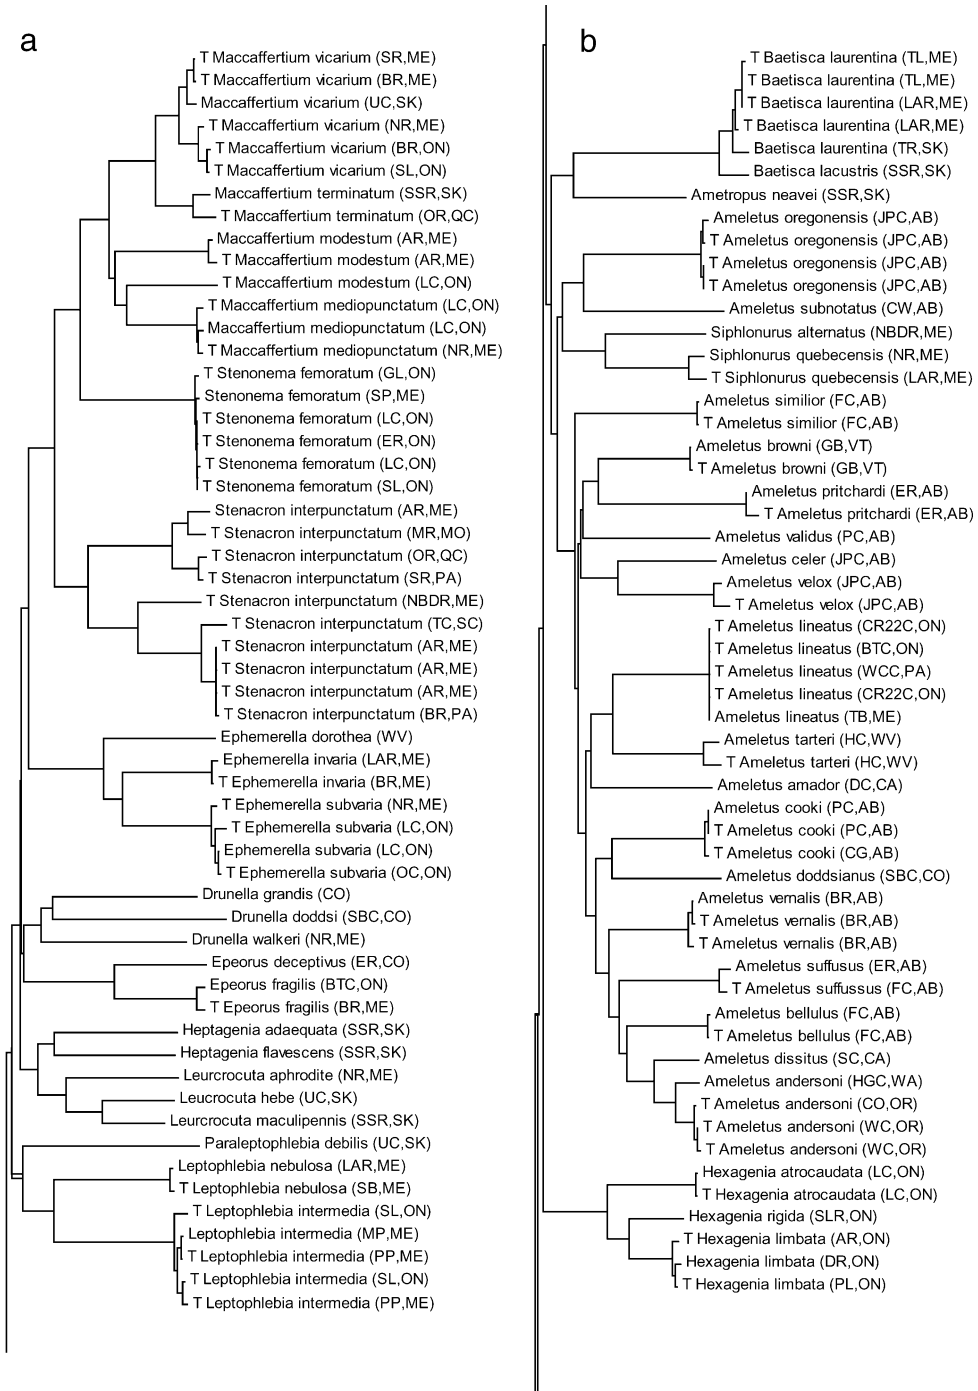 a
T Maccaffertium vicarium (SR,ME)
T Maccaffertium vicarium (BR,ME)
Maccaffertium vicarium (UC,SK)
T Maccaffertium vicarium (NR,ME)
T Maccaffertium vicarium (BR,ON)
T Maccaffertium vicarium (SL,ON)
Maccaffertium terminatum (SSR,SK)
T Maccaffertium terminatum (OR,QC)
Maccaffertium modestum (AR,ME)
T Maccaffertium modestum (AR,ME)
T Maccaffertium modestum (LC,ON)
T Maccaffertium mediopunctatum (LC,ON)
Maccaffertium mediopunctatum (LC,ON)
T Maccaffertium mediopunctatum (NR,ME)
T Stenonema femoratum (GL,ON)
Stenonema femoratum (SP,ME)
T Stenonema femoratum (LC,ON)
T Stenonema femoratum (ER,ON)
T Stenonema femoratum (LC,ON)
T Stenonema femoratum (SL,ON)
Stenacron interpunctatum (AR,ME)
T Stenacron interpunctatum (MR,MO)
T Stenacron interpunctatum (OR,QC)
T Stenacron interpunctatum (SR,PA)
T Stenacron interpunctatum (NBDR,ME)
T Stenacron interpunctatum (TC,SC)
T Stenacron interpunctatum (AR,ME)
T Stenacron interpunctatum (AR,ME)
T Stenacron interpunctatum (AR,ME)
T Stenacron interpunctatum (BR,PA)
Ephemerella dorothea (WV)
Ephemerella invaria (LAR,ME)
T Ephemerella invaria (BR,ME)
T Ephemerella subvaria (NR,ME)
T Ephemerella subvaria (LC,ON)
Ephemerella subvaria (LC,ON)
T Ephemerella subvaria (OC,ON)
Drunella grandis (CO)
Drunella doddsi (SBC,CO)
Drunella walkeri (NR,ME)
Epeorus deceptivus (ER,CO)
Epeorus fragilis (BTC,ON)
T Epeorus fragilis (BR,ME)
Heptagenia adaequata (SSR,SK)
Heptagenia flavescens (SSR,SK)
Leurcrocuta aphrodite (NR,ME)
Leucrocuta hebe (UC,SK)
Leurcrocuta maculipennis (SSR,SK)
Paraleptophlebia debilis (UC,SK)
Leptophlebia nebulosa (LAR,ME)
T Leptophlebia nebulosa (SB,ME)
T Leptophlebia intermedia (SL,ON)
Leptophlebia intermedia (MP,ME)
T Leptophlebia intermedia (PP,ME)
T Leptophlebia intermedia (SL,ON)
T Leptophlebia intermedia (PP,ME)
b
T Baetisca laurentina (TL,ME)
T Baetisca laurentina (TL,ME)
T Baetisca laurentina (LAR,ME)
T Baetisca laurentina (LAR,ME)
Baetisca laurentina (TR,SK)
Baetisca lacustris (SSR,SK)
Ametropus neavei (SSR,SK)
Ameletus oregonensis (JPC,AB)
T Ameletus oregonensis (JPC,AB)
T Ameletus oregonensis (JPC,AB)
T Ameletus oregonensis (JPC,AB)
Ameletus subnotatus (CW,AB)
Siphlonurus alternatus (NBDR,ME)
Siphlonurus quebecensis (NR,ME)
T Siphlonurus quebecensis (LAR,ME)
Ameletus similior (FC,AB)
T Ameletus similior (FC,AB)
Ameletus browni (GB,VT)
T Ameletus browni (GB,VT)
Ameletus pritchardi (ER,AB)
T Ameletus pritchardi (ER,AB)
Ameletus validus (PC,AB)
Ameletus celer (JPC,AB)
Ameletus velox (JPC,AB)
T Ameletus velox (JPC,AB)
T Ameletus lineatus (CR22C,ON)
T Ameletus lineatus (BTC,ON)
T Ameletus lineatus (WCC,PA)
T Ameletus lineatus (CR22C,ON)
Ameletus lineatus (TB,ME)
Ameletus tarteri (HC,WV)
T Ameletus tarteri (HC,WV)
Ameletus amador (DC,CA)
Ameletus cooki (PC,AB)
T Ameletus cooki (PC,AB)
T Ameletus cooki (CG,AB)
Ameletus doddsianus (SBC,CO)
Ameletus vernalis (BR,AB)
T Ameletus vernalis (BR,AB)
T Ameletus vernalis (BR,AB)
Ameletus suffusus (ER,AB)
T Ameletus suffussus (FC,AB)
Ameletus bellulus (FC,AB)
T Ameletus bellulus (FC,AB)
Ameletus dissitus (SC,CA)
Ameletus andersoni (HGC,WA)
T Ameletus andersoni (CO,OR)
T Ameletus andersoni (WC,OR)
T Ameletus andersoni (WC,OR)
Hexagenia atrocaudata (LC,ON)
T Hexagenia atrocaudata (LC,ON)
Hexagenia rigida (SLR,ON)
T Hexagenia limbata (AR,ON)
Hexagenia limbata (DR,ON)
T Hexagenia limbata (PL,ON)